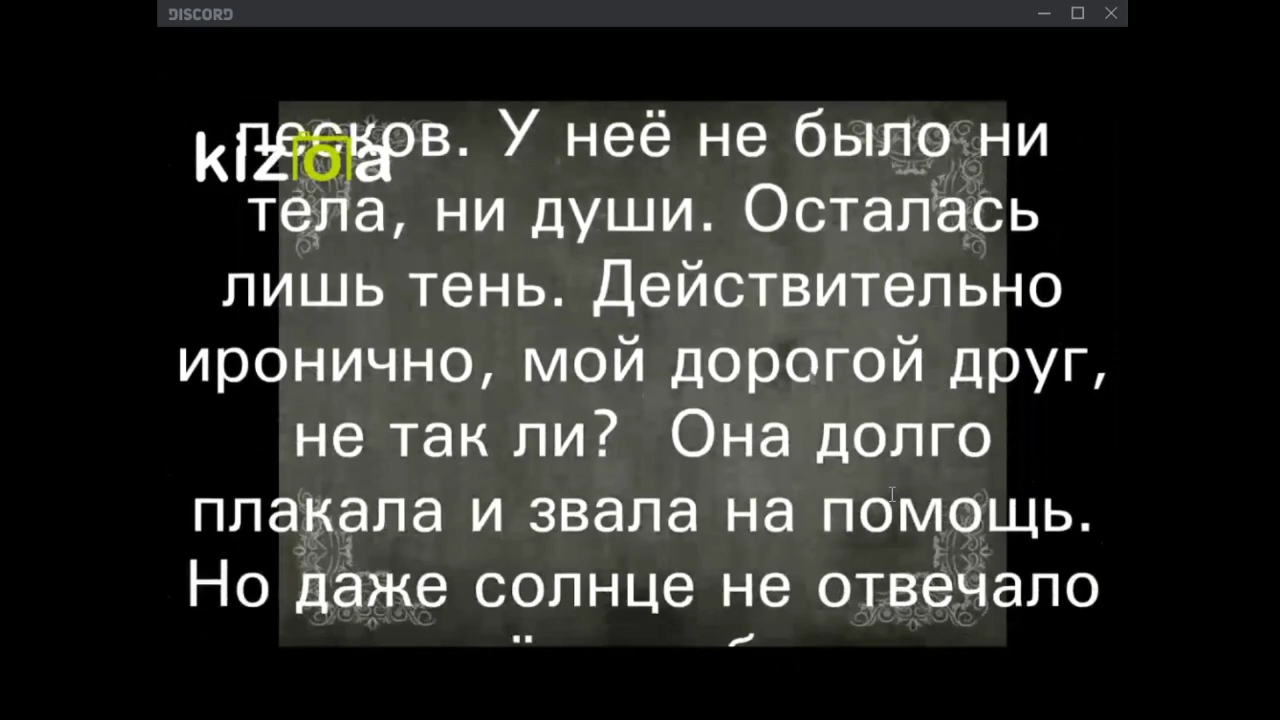 DISCORD
песков. У неё не было ни
kizoa
тела, ни души. Осталась
лишь тень. Действительно
иронично, мой дорогой друг,
не так ли? Она долго
плакала и звала на помощь.
Но даже солнце не отвечало